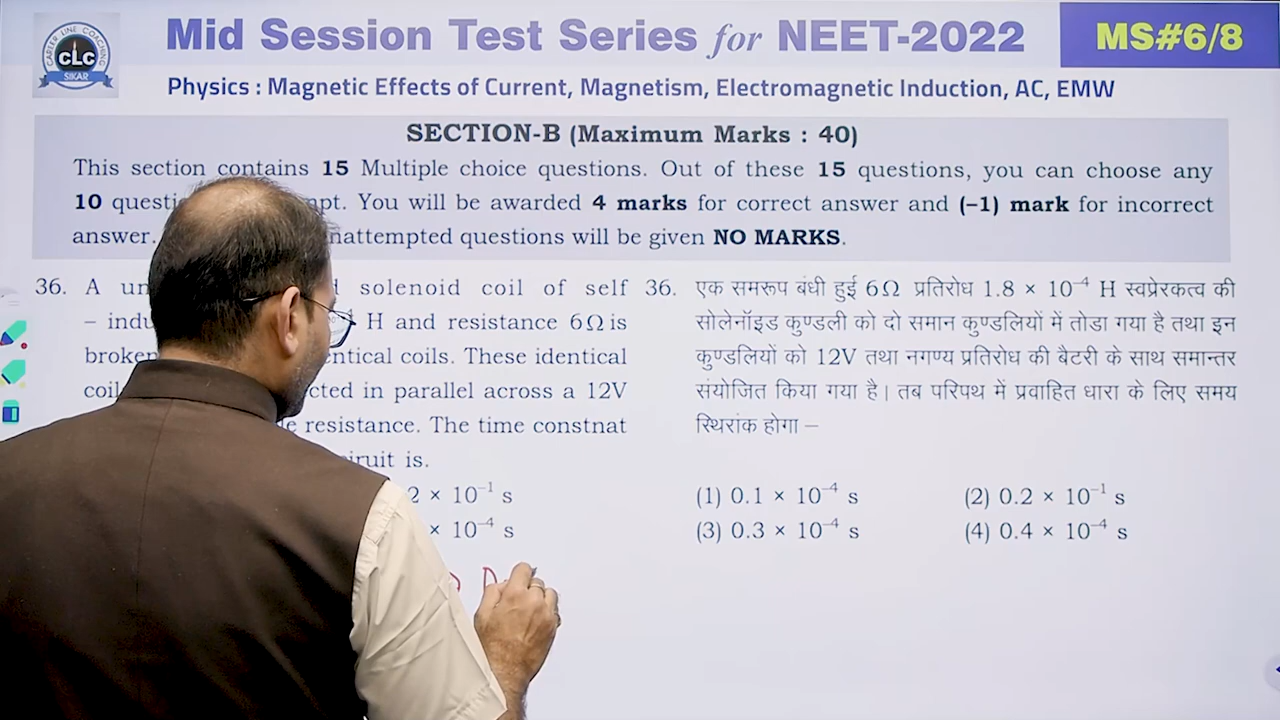 CAREER LINE COACHING
CLC
SIKAR
Mid Session Test Series for NEET-2022
MS#6/8
Physics : Magnetic Effects of Current, Magnetism, Electromagnetic Induction, AC, EMW
SECTION-B (Maximum Marks : 40)
This section contains 15 Multiple choice questions. Out of these 15 questions, you can choose any
10 questi pt. You will be awarded 4 marks for correct answer and (–1) mark for incorrect
answer. nattempted questions will be given NO MARKS.
36. A un solenoid coil of self
– indu H and resistance 6Ω is
broken ntical coils. These identical
coil cted in parallel across a 12V
e resistance. The time constnat
iruit is.
2 × 10⁻¹ s
× 10⁻⁴ s
36. एक समरूप बंधी हुई 6Ω प्रतिरोध 1.8 × 10⁻⁴ H स्वप्रेरकत्व की
सोलेनॉइड कुण्डली को दो समान कुण्डलियों में तोडा गया है तथा इन
कुण्डलियों को 12V तथा नगण्य प्रतिरोध की बैटरी के साथ समान्तर
संयोजित किया गया है। तब परिपथ में प्रवाहित धारा के लिए समय
स्थिरांक होगा –
(1) 0.1 × 10⁻⁴ s (2) 0.2 × 10⁻¹ s
(3) 0.3 × 10⁻⁴ s (4) 0.4 × 10⁻⁴ s